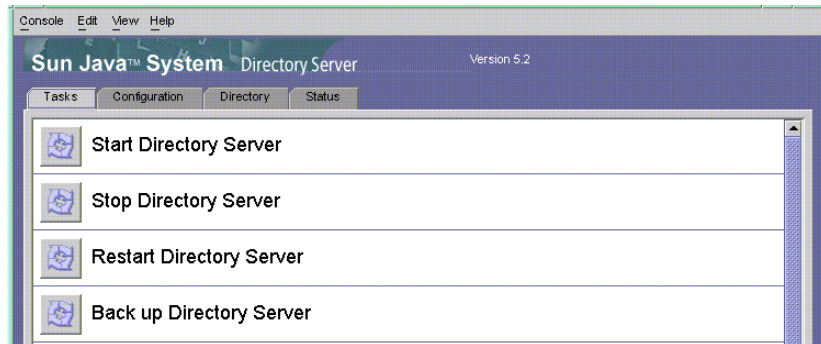 Console Edit View Help
Sun Java™ System Directory Server Version 5.2
Tasks Configuration Directory Status
Start Directory Server
Stop Directory Server
Restart Directory Server
Back up Directory Server